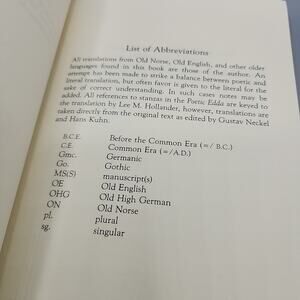 List of Abbreviations
All translations from Old Norse, Old English, and other older
languages found in this book are those of the author. An
attempt has been made to strike a balance between poetic and
literal translation, but often favor is given to the literal for the
sake of correct understanding. In such cases notes may be
added. All references to stanzas in the Poetic Edda are keyed to
the translation by Lee M. Hollander, however, translations are
taken directly from the original text as edited by Gustav Neckel
and Hans Kuhn.
B.C.E. Before the Common Era (=/ B.C.)
C.E. Common Era (=/A.D.)
Gmc. Germanic
Go. Gothic
MS(S) manuscript(s)
OE Old English
OHG Old High German
ON Old Norse
pl. plural
sg. singular